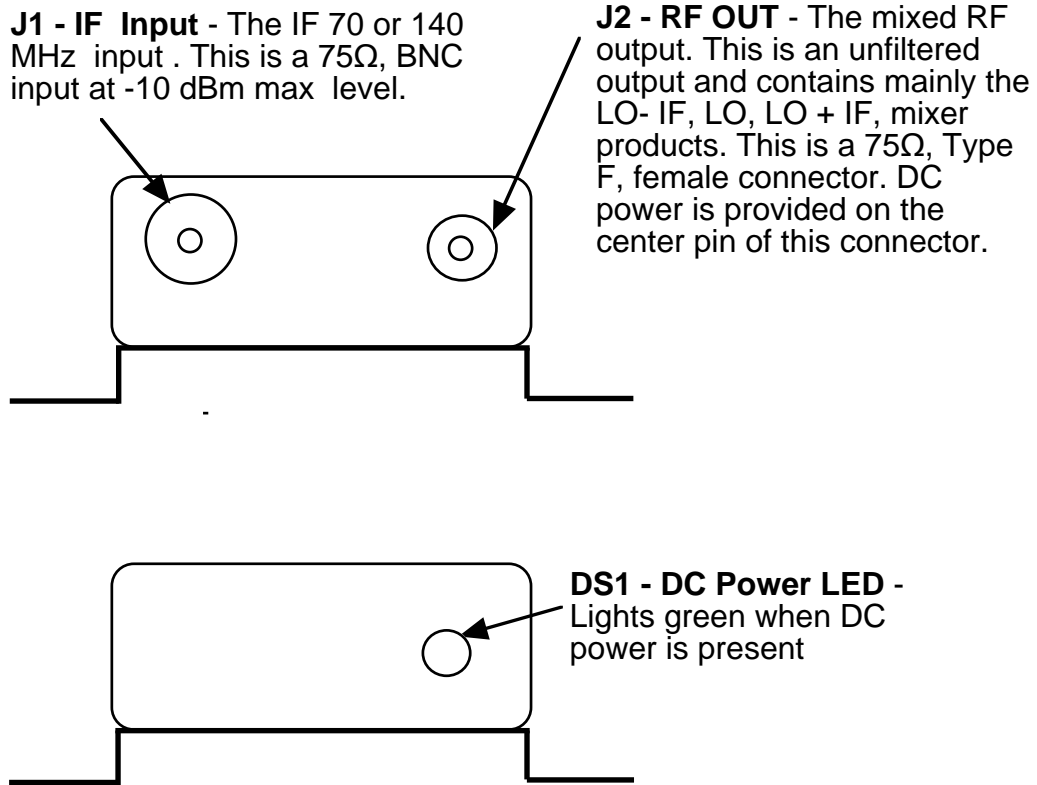 J1 - IF  Input - The IF 70 or 140
MHz  input . This is a 75Ω, BNC
input at -10 dBm max  level.
J2 - RF OUT - The mixed RF
output. This is an unfiltered
output and contains mainly the
LO- IF, LO, LO + IF, mixer
products. This is a 75Ω, Type
F, female connector. DC
power is provided on the
center pin of this connector.
-
DS1 - DC Power LED -
Lights green when DC
power is present